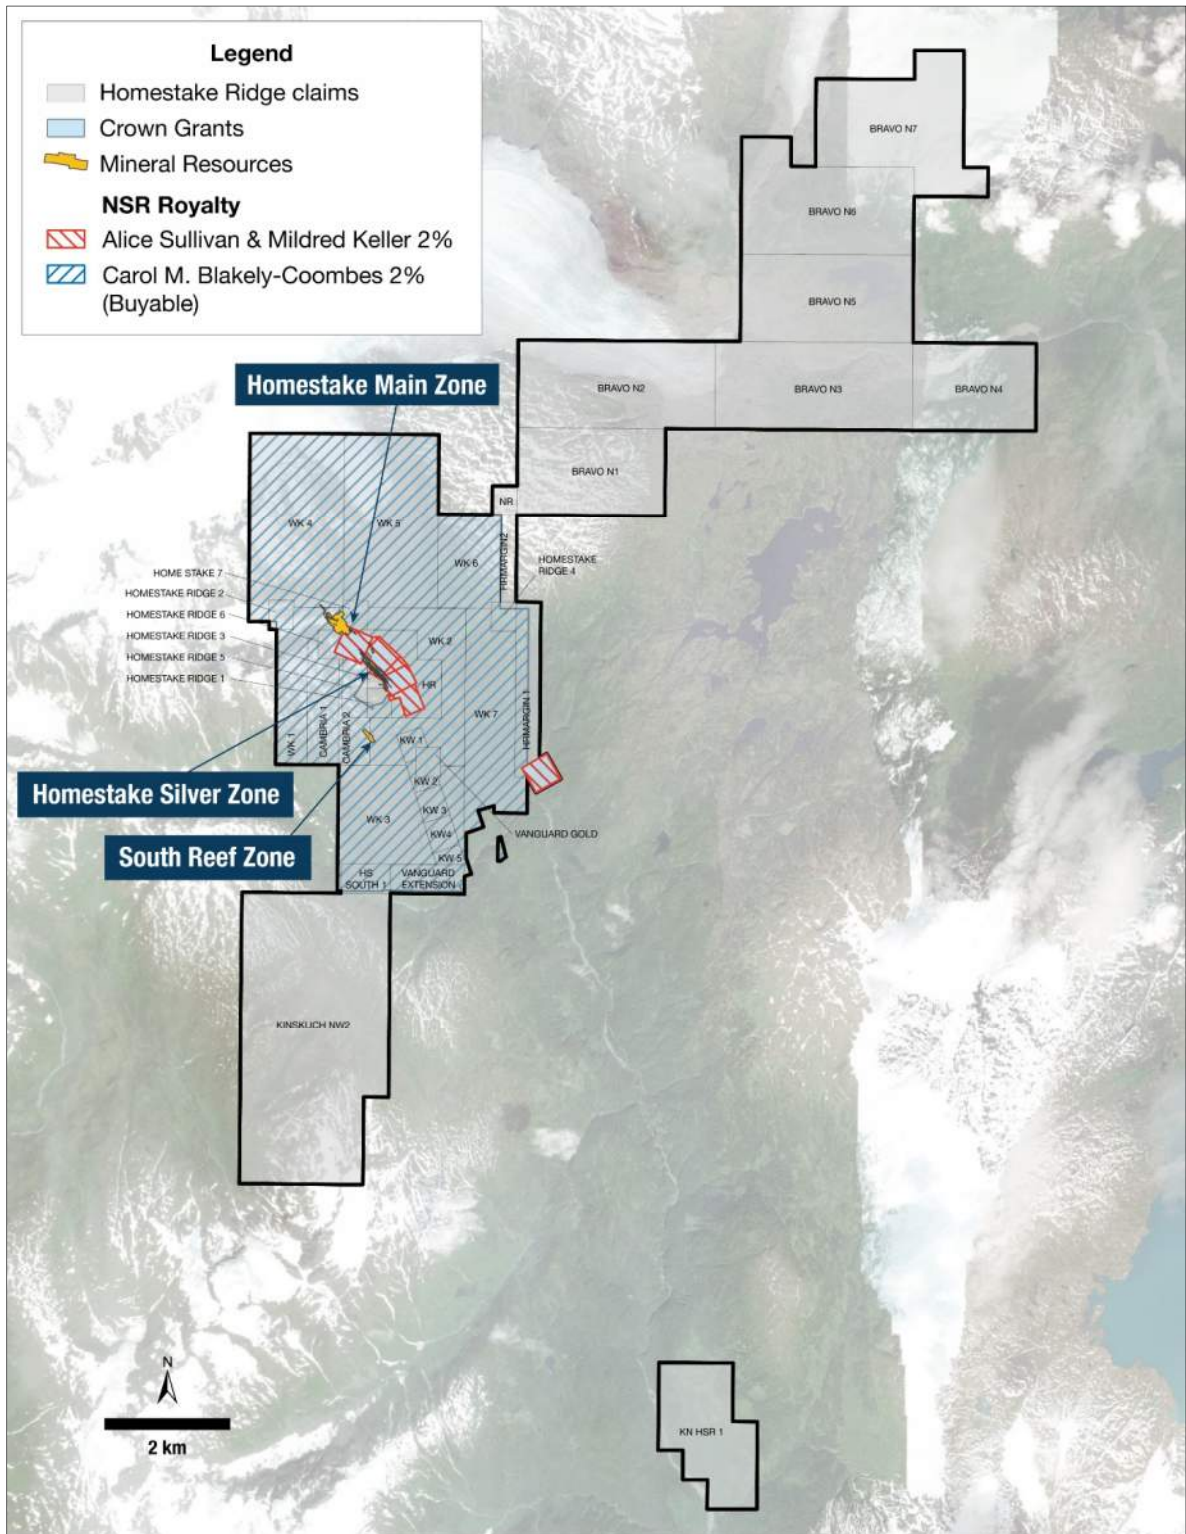 Legend
Homestake Ridge claims
Crown Grants
Mineral Resources
NSR Royalty
Alice Sullivan & Mildred Keller 2%
Carol M. Blakely-Coombes 2%
(Buyable)
BRAVO N7
BRAVO N6
BRAVO N5
BRAVO N2
BRAVO N3
BRAVO N4
Homestake Main Zone
BRAVO N1
NR
WK 4
WK 5
WK 6
HRMARGIN2
HOMESTAKE
RIDGE 4
HOME STAKE 7
HOMESTAKE RIDGE 2
HOMESTAKE RIDGE 6
HOMESTAKE RIDGE 3
HOMESTAKE RIDGE 5
HOMESTAKE RIDGE 1
WK 2
HR
WK 7
HRMARGIN 1
WK 1
CAMBRIA 1
CAMBRIA 2
KW 1
KW 2
KW 3
KW4
KW 5
WK 3
Homestake Silver Zone
South Reef Zone
VANGUARD GOLD
HS
SOUTH 1
VANGUARD
EXTENSION
KINSKUCH NW2
KN HSR 1
N
2 km